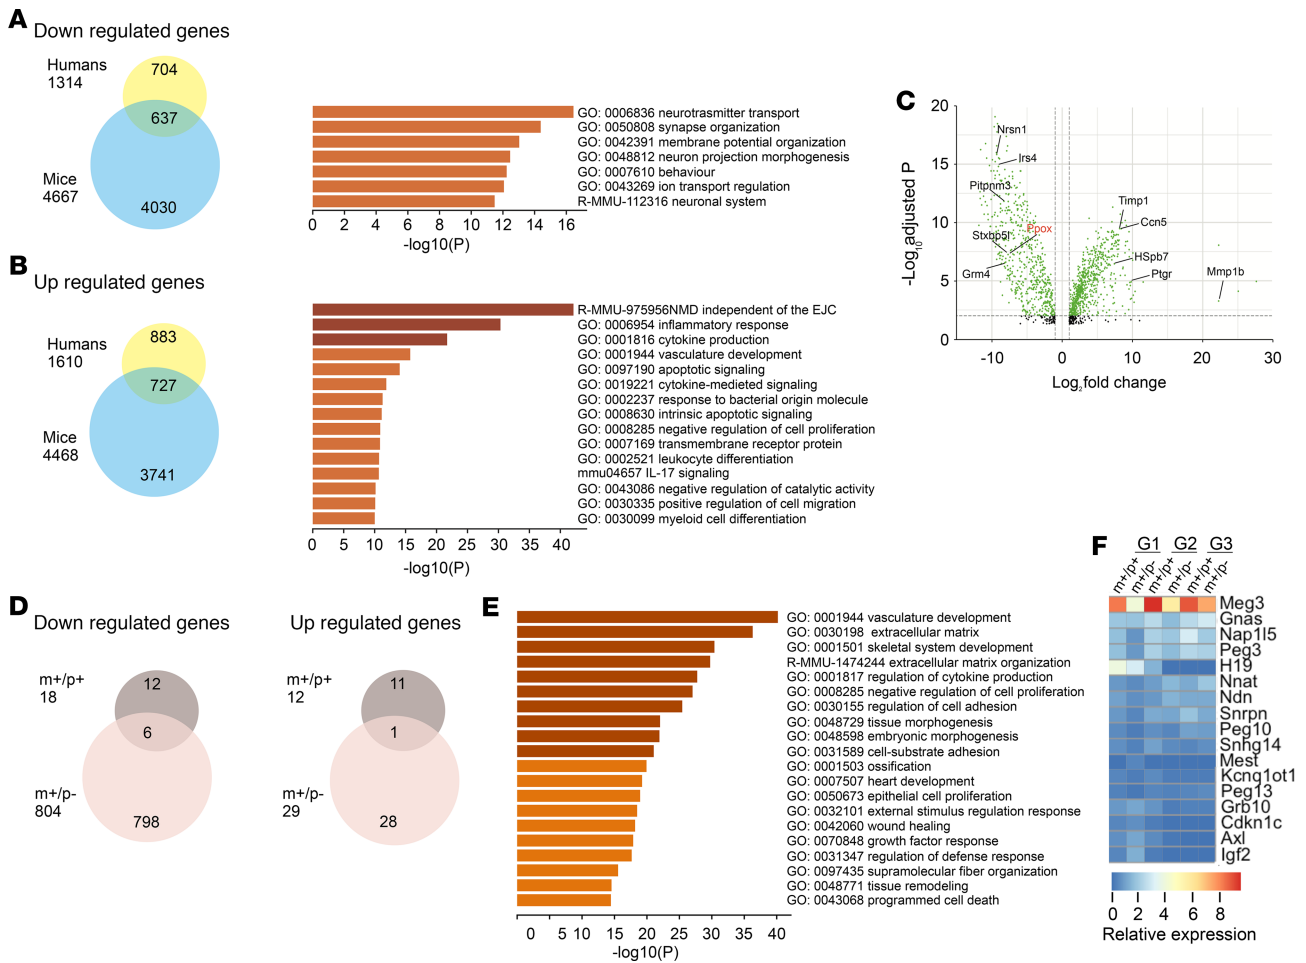 A
Down regulated genes
Humans
1314
704
637
Mice
4667
4030
GO: 0006836 neurotrasmitter transport
GO: 0050808 synapse organization
GO: 0042391 membrane potential organization
GO: 0048812 neuron projection morphogenesis
GO: 0007610 behaviour
GO: 0043269 ion transport regulation
R-MMU-112316 neuronal system
0 2 4 6 8 10 12 14 16
-log10(P)
B
Up regulated genes
Humans
1610
883
727
Mice
4468
3741
R-MMU-975956NMD independent of the EJC
GO: 0006954 inflammatory response
GO: 0001816 cytokine production
GO: 0001944 vasculature development
GO: 0097190 apoptotic signaling
GO: 0019221 cytokine-medieted signaling
GO: 0002237 response to bacterial origin molecule
GO: 0008630 intrinsic apoptotic signaling
GO: 0008285 negative regulation of cell proliferation
GO: 0007169 transmembrane receptor protein
GO: 0002521 leukocyte differentiation
mmu04657 IL-17 signaling
GO: 0043086 negative regulation of catalytic activity
GO: 0030335 positive regulation of cell migration
GO: 0030099 myeloid cell differentiation
0 5 10 15 20 25 30 35 40
-log10(P)
C
20
15
10
5
0
-Log10adjusted P
Nrsn1
Irs4
Pitpnm3
Ppox
Stxbp5l
Grm4
Timp1
Ccn5
HSpb7
Ptgr
Mmp1b
-10 0 10 20 30
Log2fold change
D
Down regulated genes
m+/p+
18
12
6
m+/p-
804
798
Up regulated genes
m+/p+
12
11
1
m+/p-
29
28
E
GO: 0001944 vasculature development
GO: 0030198 extracellular matrix
GO: 0001501 skeletal system development
R-MMU-1474244 extracellular matrix organization
GO: 0001817 regulation of cytokine production
GO: 0008285 negative regulation of cell proliferation
GO: 0030155 regulation of cell adhesion
GO: 0048729 tissue morphogenesis
GO: 0048598 embryonic morphogenesis
GO: 0031589 cell-substrate adhesion
GO: 0001503 ossification
GO: 0007507 heart development
GO: 0050673 epithelial cell proliferation
GO: 0032101 external stimulus regulation response
GO: 0042060 wound healing
GO: 0070848 growth factor response
GO: 0031347 regulation of defense response
GO: 0097435 supramolecular fiber organization
GO: 0048771 tissue remodeling
GO: 0043068 programmed cell death
0 5 10 15 20 25 30 35 40
-log10(P)
F
G1 G2 G3
m+/p+ m+/p- m+/p+ m+/p- m+/p+ m+/p-
Meg3
Gnas
Nap1l5
Peg3
H19
Nnat
Ndn
Snrpn
Peg10
Snhg14
Mest
Kcnq1ot1
Peg13
Grb10
Cdkn1c
Axl
Igf2
0 2 4 6 8
Relative expression